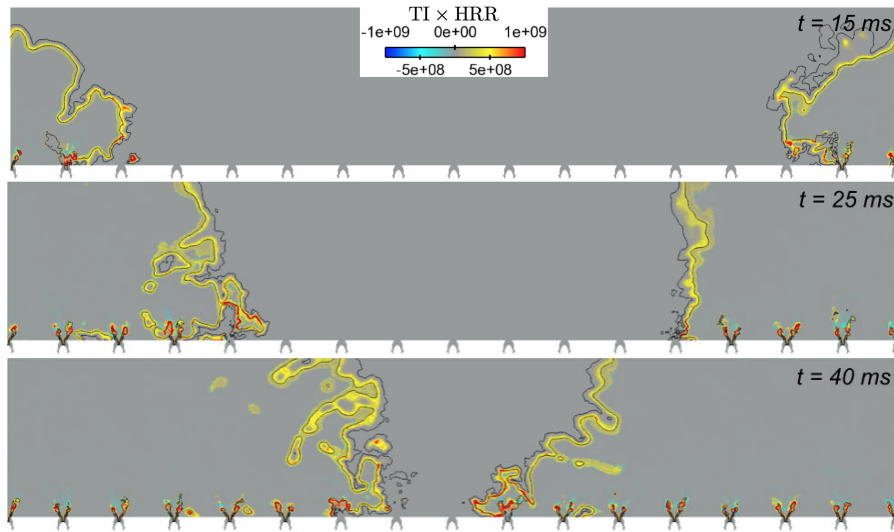 TI × HRR
-1e+09 0e+00 1e+09
-5e+08 5e+08
t = 15 ms
t = 25 ms
t = 40 ms